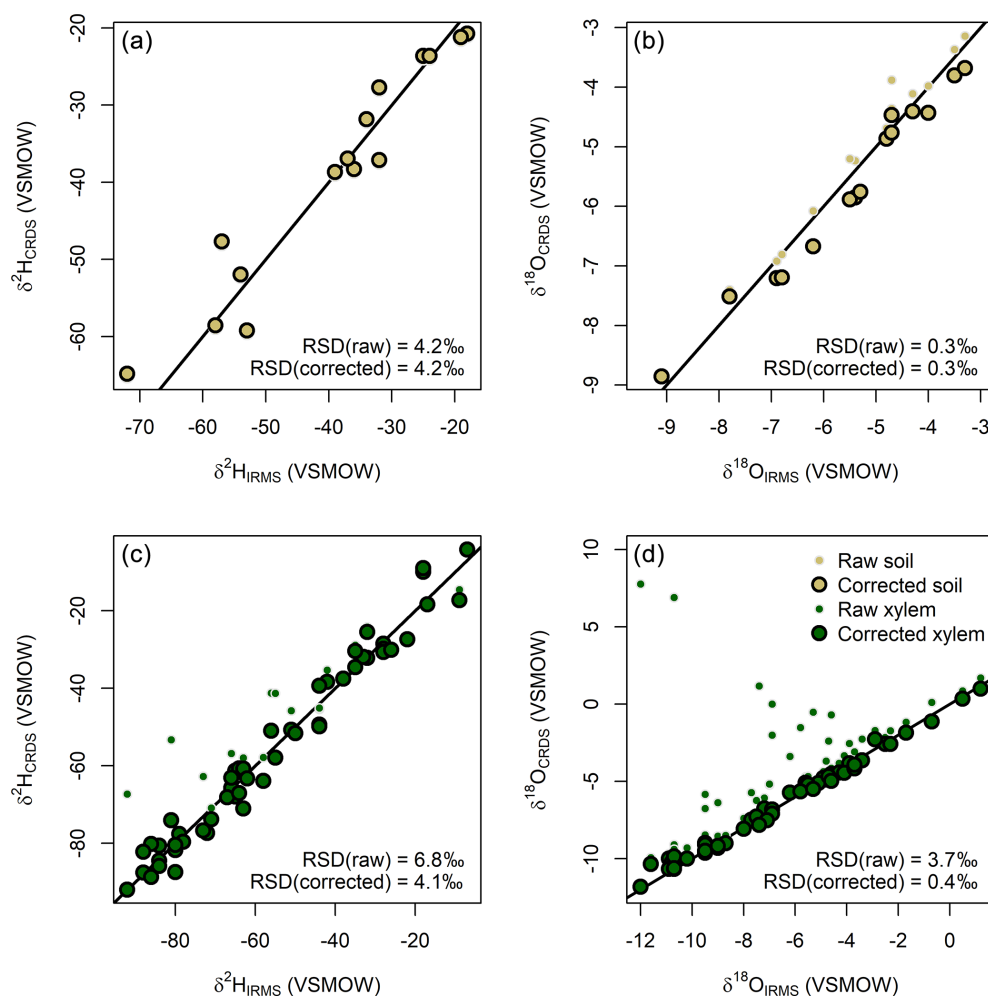 (a)
-20
-30
-40
-60
δ²H_CRDS (VSMOW)
RSD(raw) = 4.2‰
RSD(corrected) = 4.2‰
-70 -60 -50 -40 -30 -20
δ²H_IRMS (VSMOW)
(b)
-3
-4
-5
-6
-7
-8
-9
δ¹⁸O_CRDS (VSMOW)
RSD(raw) = 0.3‰
RSD(corrected) = 0.3‰
-9 -8 -7 -6 -5 -4 -3
δ¹⁸O_IRMS (VSMOW)
(c)
-20
-40
-60
-80
δ²H_CRDS (VSMOW)
RSD(raw) = 6.8‰
RSD(corrected) = 4.1‰
-80 -60 -40 -20
δ²H_IRMS (VSMOW)
(d)
10
5
0
-5
-10
δ¹⁸O_CRDS (VSMOW)
Raw soil
Corrected soil
Raw xylem
Corrected xylem
RSD(raw) = 3.7‰
RSD(corrected) = 0.4‰
-12 -10 -8 -6 -4 -2 0
δ¹⁸O_IRMS (VSMOW)